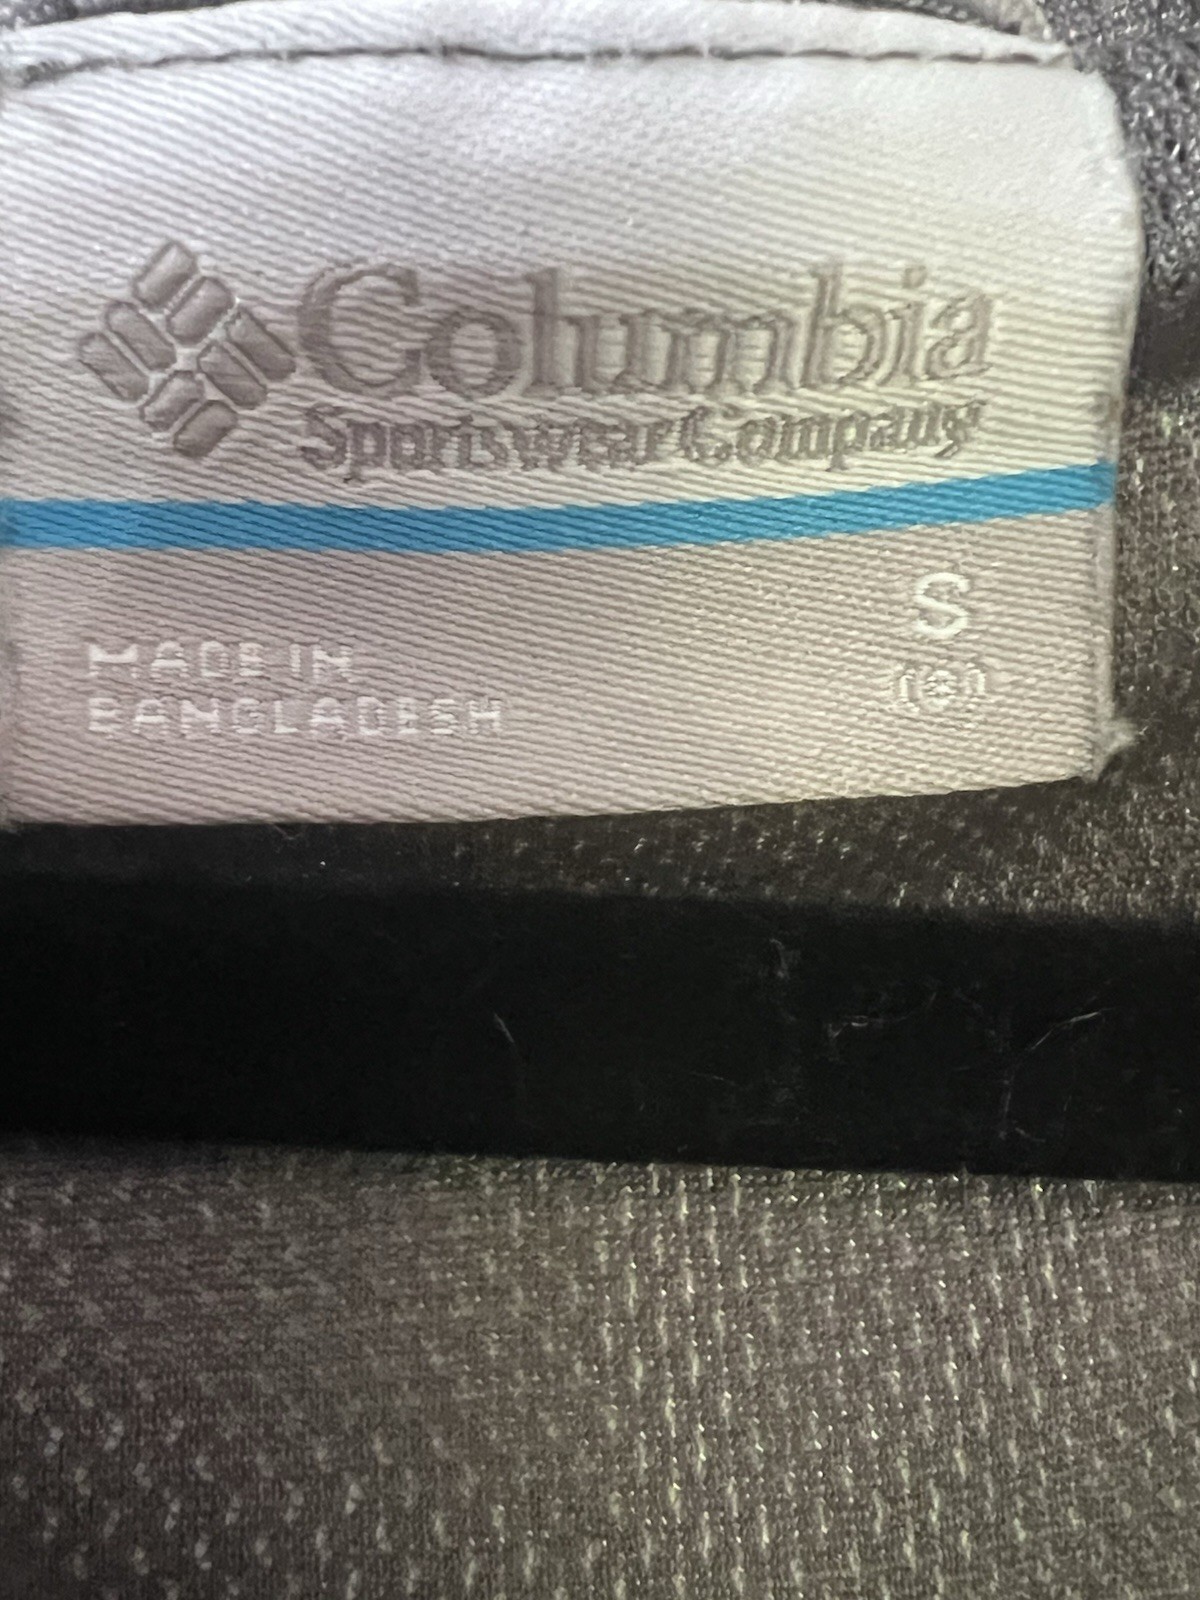 Columbia
Sportswear Company
S
MADE IN
BANGLADESH